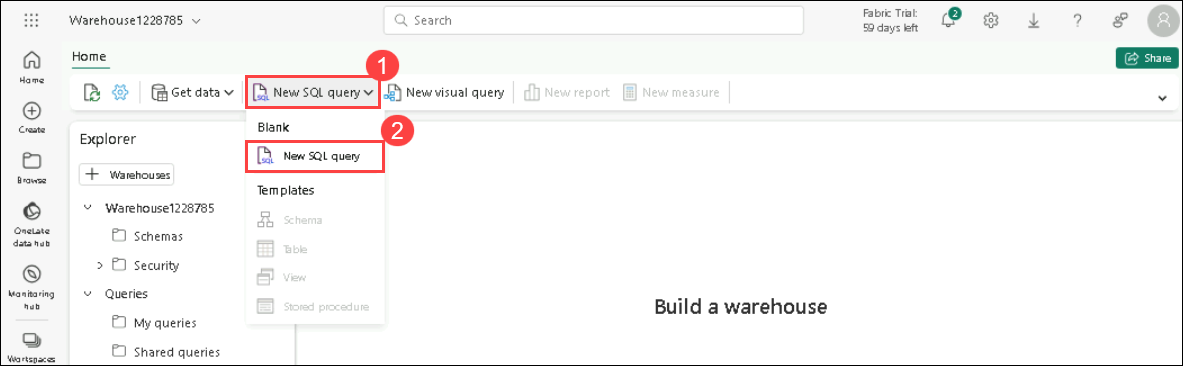 Warehouse1228785
Search
Fabric Trial:
59 days left
2
Home
Share
1
Get data
SQL
New SQL query
New visual query
New report
New measure
Home
Create
Browse
OneLake
data hub
Monitoring
hub
Workspaces
Explorer
Warehouses
Warehouse1228785
Schemas
Security
Queries
My queries
Shared queries
Blank
2
SQL
New SQL query
Templates
Schema
Table
View
Stored procedure
Build a warehouse